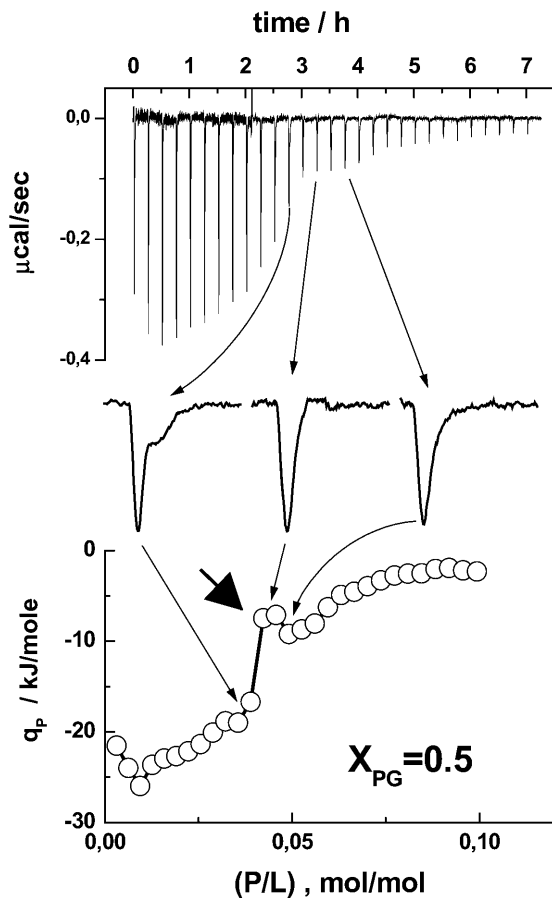 time / h
0 1 2 3 4 5 6 7
0,0
-0,2
-0,4
μcal/sec
0
-10
-20
-30
q_P / kJ/mole
X_PG=0.5
0,00 0,05 0,10
(P/L) , mol/mol